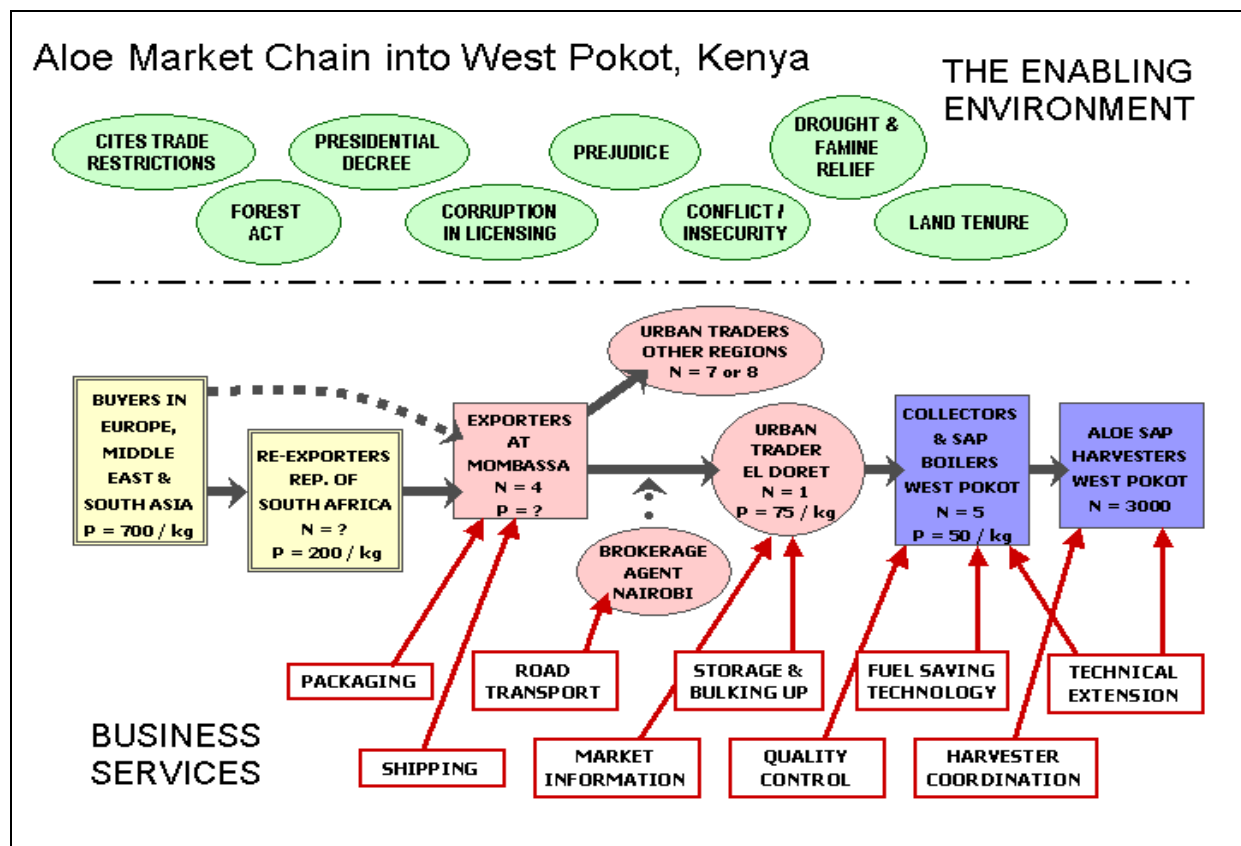 Aloe Market Chain into West Pokot, Kenya
THE ENABLING
ENVIRONMENT
CITES TRADE
RESTRICTIONS
PRESIDENTIAL
DECREE
PREJUDICE
DROUGHT &
FAMINE
RELIEF
FOREST
ACT
CORRUPTION
IN LICENSING
CONFLICT /
INSECURITY
LAND TENURE
URBAN TRADERS
OTHER REGIONS
N = 7 or 8
BUYERS IN
EUROPE,
MIDDLE
EAST &
SOUTH ASIA
P = 700 / kg
RE-EXPORTERS
REP. OF
SOUTH AFRICA
N = ?
P = 200 / kg
EXPORTERS
AT
MOMBASSA
N = 4
P = ?
URBAN
TRADER
EL DORET
N = 1
P = 75 / kg
COLLECTORS
& SAP
BOILERS
WEST POKOT
N = 5
P = 50 / kg
ALOE SAP
HARVESTERS
WEST POKOT
N = 3000
BROKERAGE
AGENT
NAIROBI
PACKAGING
ROAD
TRANSPORT
STORAGE &
BULKING UP
FUEL SAVING
TECHNOLOGY
TECHNICAL
EXTENSION
BUSINESS
SERVICES
SHIPPING
MARKET
INFORMATION
QUALITY
CONTROL
HARVESTER
COORDINATION